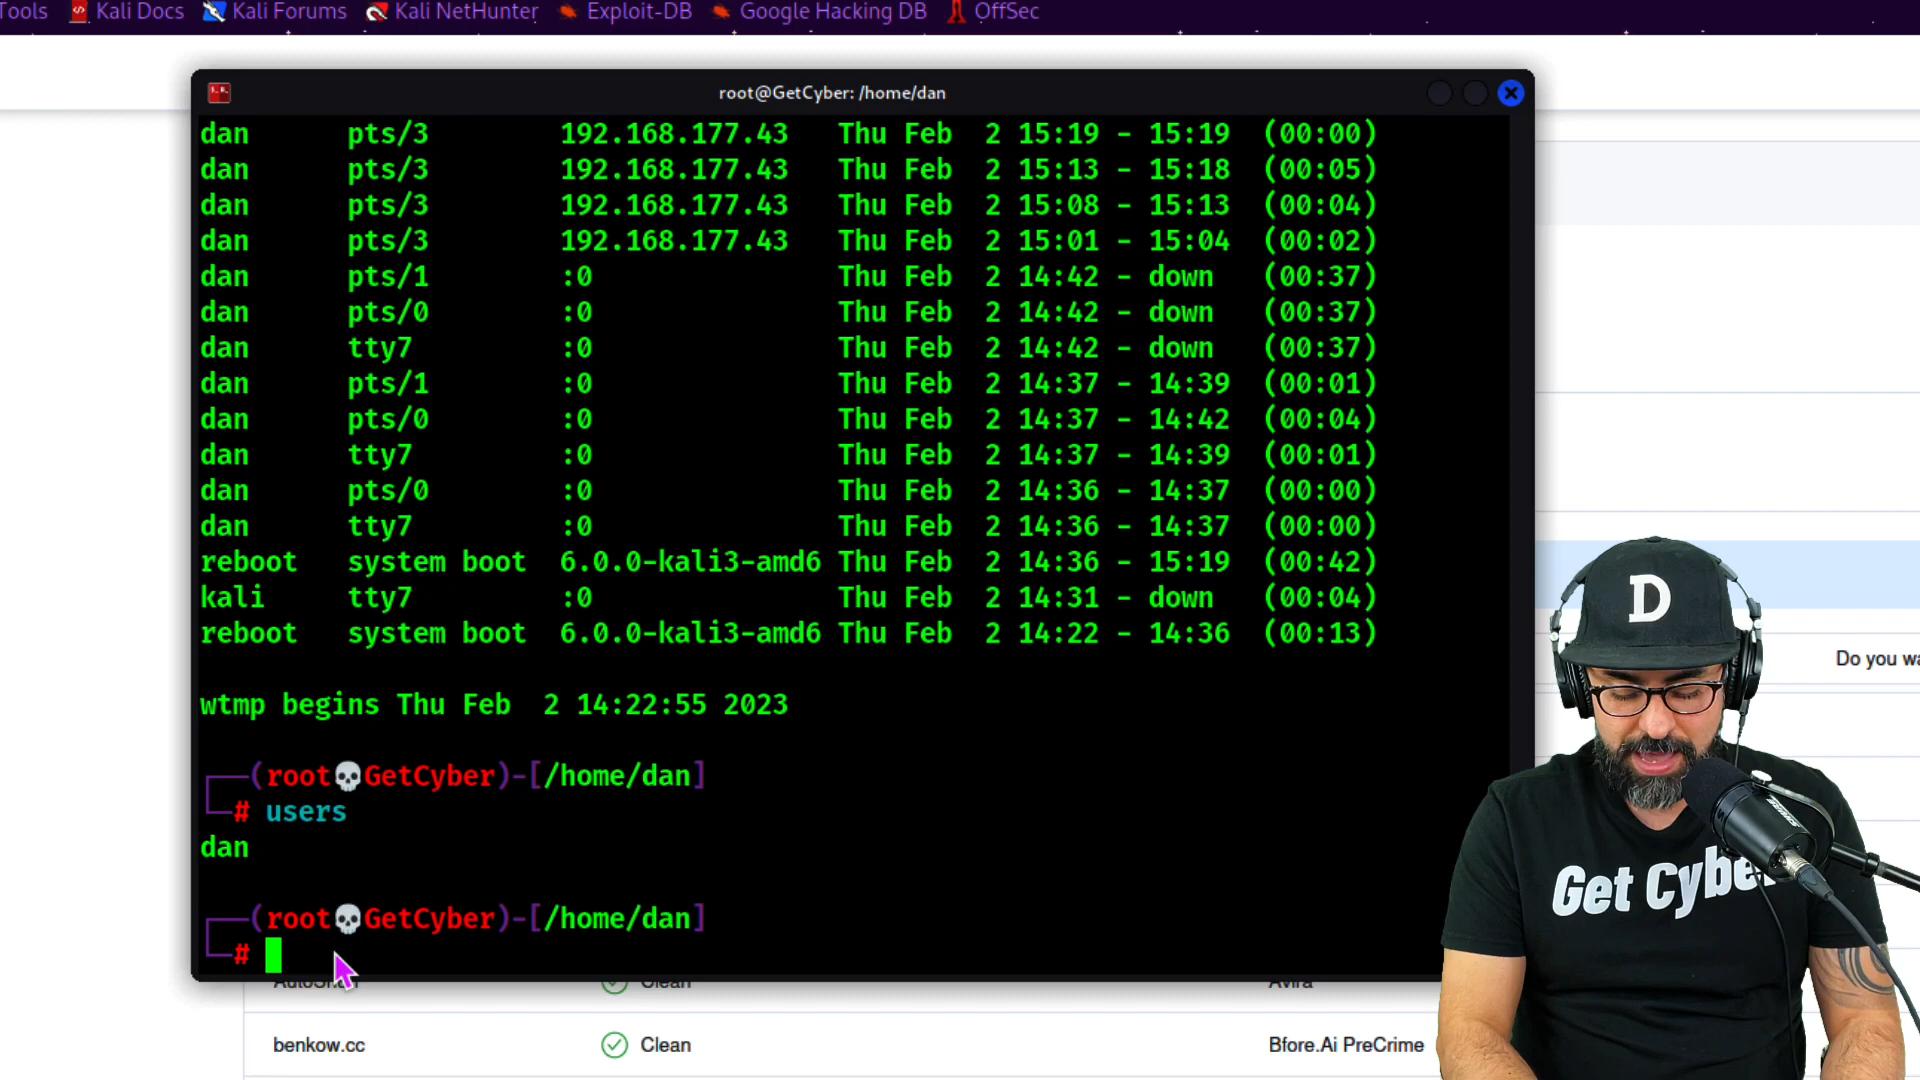 Tools Kali Docs Kali Forums Kali NetHunter Exploit-DB Google Hacking DB OffSec
root@GetCyber: /home/dan
dan pts/3 192.168.177.43 Thu Feb 2 15:19 - 15:19 (00:00)
dan pts/3 192.168.177.43 Thu Feb 2 15:13 - 15:18 (00:05)
dan pts/3 192.168.177.43 Thu Feb 2 15:08 - 15:13 (00:04)
dan pts/3 192.168.177.43 Thu Feb 2 15:01 - 15:04 (00:02)
dan pts/1 :0 Thu Feb 2 14:42 - down (00:37)
dan pts/0 :0 Thu Feb 2 14:42 - down (00:37)
dan tty7 :0 Thu Feb 2 14:42 - down (00:37)
dan pts/1 :0 Thu Feb 2 14:37 - 14:39 (00:01)
dan pts/0 :0 Thu Feb 2 14:37 - 14:42 (00:04)
dan tty7 :0 Thu Feb 2 14:37 - 14:39 (00:01)
dan pts/0 :0 Thu Feb 2 14:36 - 14:37 (00:00)
dan tty7 :0 Thu Feb 2 14:36 - 14:37 (00:00)
reboot system boot 6.0.0-kali3-amd6 Thu Feb 2 14:36 - 15:19 (00:42)
kali tty7 :0 Thu Feb 2 14:31 - down (00:04)
reboot system boot 6.0.0-kali3-amd6 Thu Feb 2 14:22 - 14:36 (00:13)
wtmp begins Thu Feb 2 14:22:55 2023
(root💀GetCyber)-[/home/dan]
# users
dan
(root💀GetCyber)-[/home/dan]
#
Clean Avira
benkow.cc Clean Bfore.Ai PreCrime
Do you
D
Get Cyber